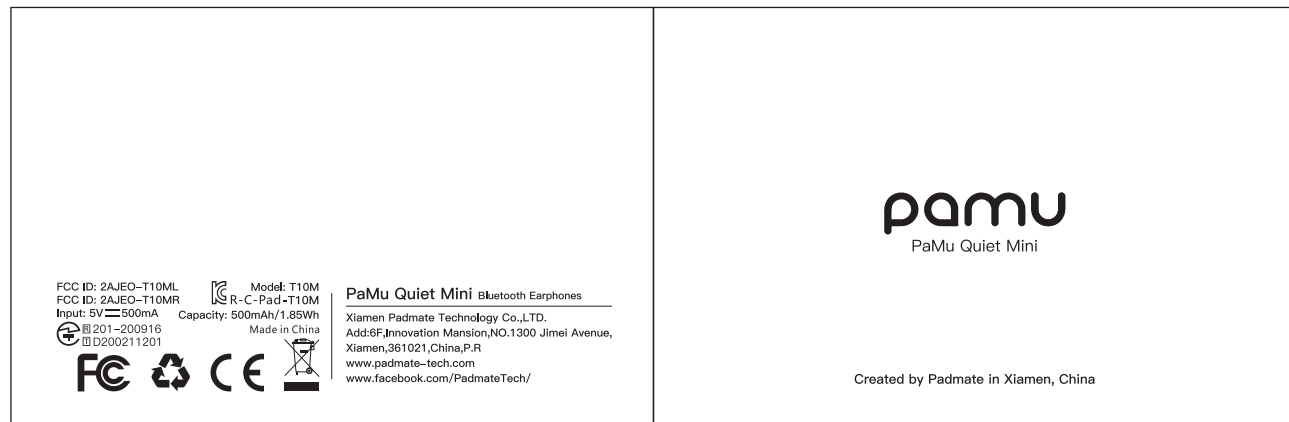 FCC ID: 2AJEO-T10ML
FCC ID: 2AJEO-T10MR
Input: 5V 500mA
R 201-200916
T D200211201
Model: T10M
R-C-Pad-T10M
Capacity: 500mAh/1.85Wh
Made in China
FC CE
PaMu Quiet Mini Bluetooth Earphones
Xiamen Padmate Technology Co.,LTD.
Add:6F,Innovation Mansion,NO.1300 Jimei Avenue,
Xiamen,361021,China,P.R
www.padmate-tech.com
www.facebook.com/PadmateTech/
pamu
PaMu Quiet Mini
Created by Padmate in Xiamen, China